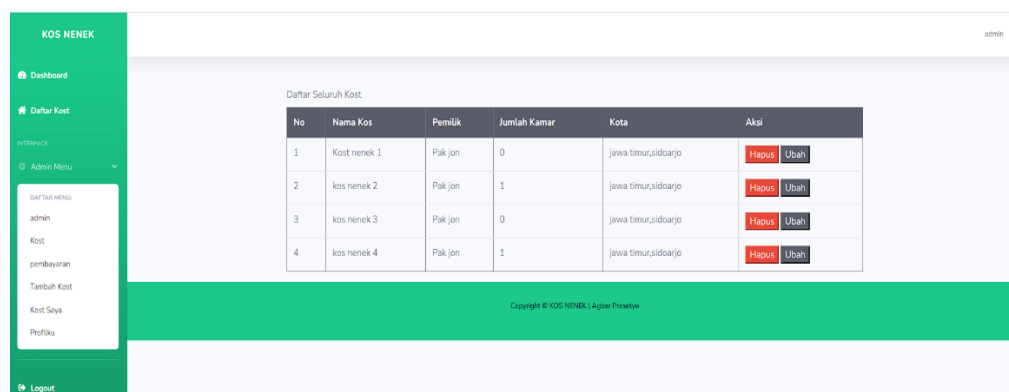 KOS NENEK
admin
Dashboard
Daftar Kost
INTERFACE
Admin Menu
DAFTAR MENU:
admin
Kost
pembayaran
Tambah Kost
Kost Saya
Profilku
Logout
Daftar Seluruh Kost
No Nama Kos Pemilik Jumlah Kamar Kota Aksi
1 Kost nenek 1 Pak jon 0 jawa timur,sidoarjo Hapus Ubah
2 kos nenek 2 Pak jon 1 jawa timur,sidoarjo Hapus Ubah
3 kos nenek 3 Pak jon 0 jawa timur,sidoarjo Hapus Ubah
4 kos nenek 4 Pak jon 1 jawa timur,sidoarjo Hapus Ubah
Copyright © KOS NENEK | Agbar Prasetyo